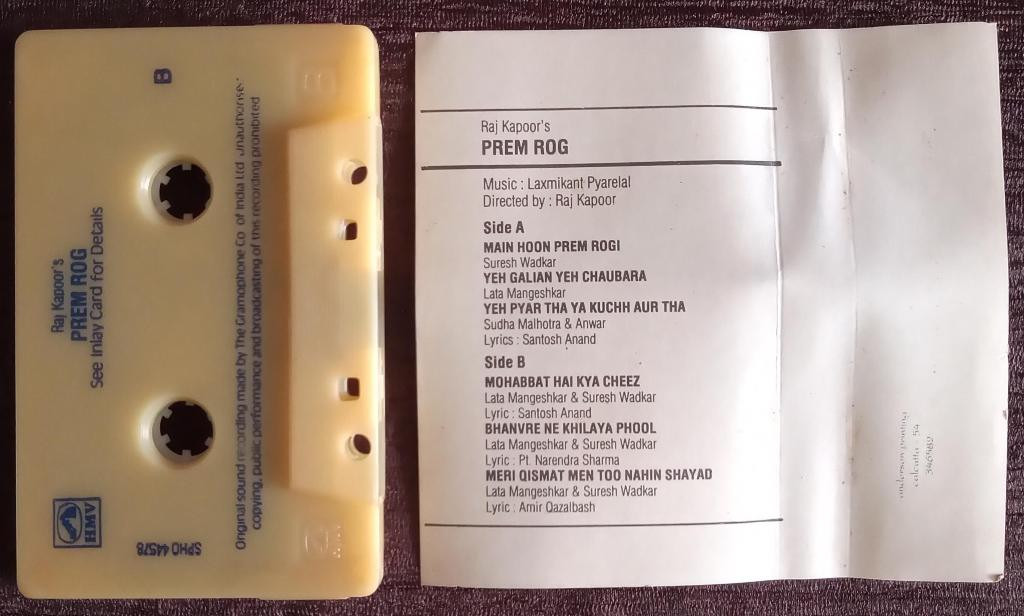 B
Raj Kapoor's
PREM ROG
See Inlay Card for Details
Original sound recording made by The Gramophone Co. of India Ltd. Unauthorised
copying, public performance and broadcasting of this recording prohibited
HMV
SPHO 44578
B
Raj Kapoor's
PREM ROG
Music : Laxmikant Pyarelal
Directed by : Raj Kapoor
Side A
MAIN HOON PREM ROGI
Suresh Wadkar
YEH GALIAN YEH CHAUBARA
Lata Mangeshkar
YEH PYAR THA YA KUCHH AUR THA
Sudha Malhotra & Anwar
Lyrics : Santosh Anand
Side B
MOHABBAT HAI KYA CHEEZ
Lata Mangeshkar & Suresh Wadkar
Lyric : Santosh Anand
BHANVRE NE KHILAYA PHOOL
Lata Mangeshkar & Suresh Wadkar
Lyric : Pt. Narendra Sharma
MERI QISMAT MEN TOO NAHIN SHAYAD
Lata Mangeshkar & Suresh Wadkar
Lyric : Amir Qazalbash
anderson printing
calcutta - 54